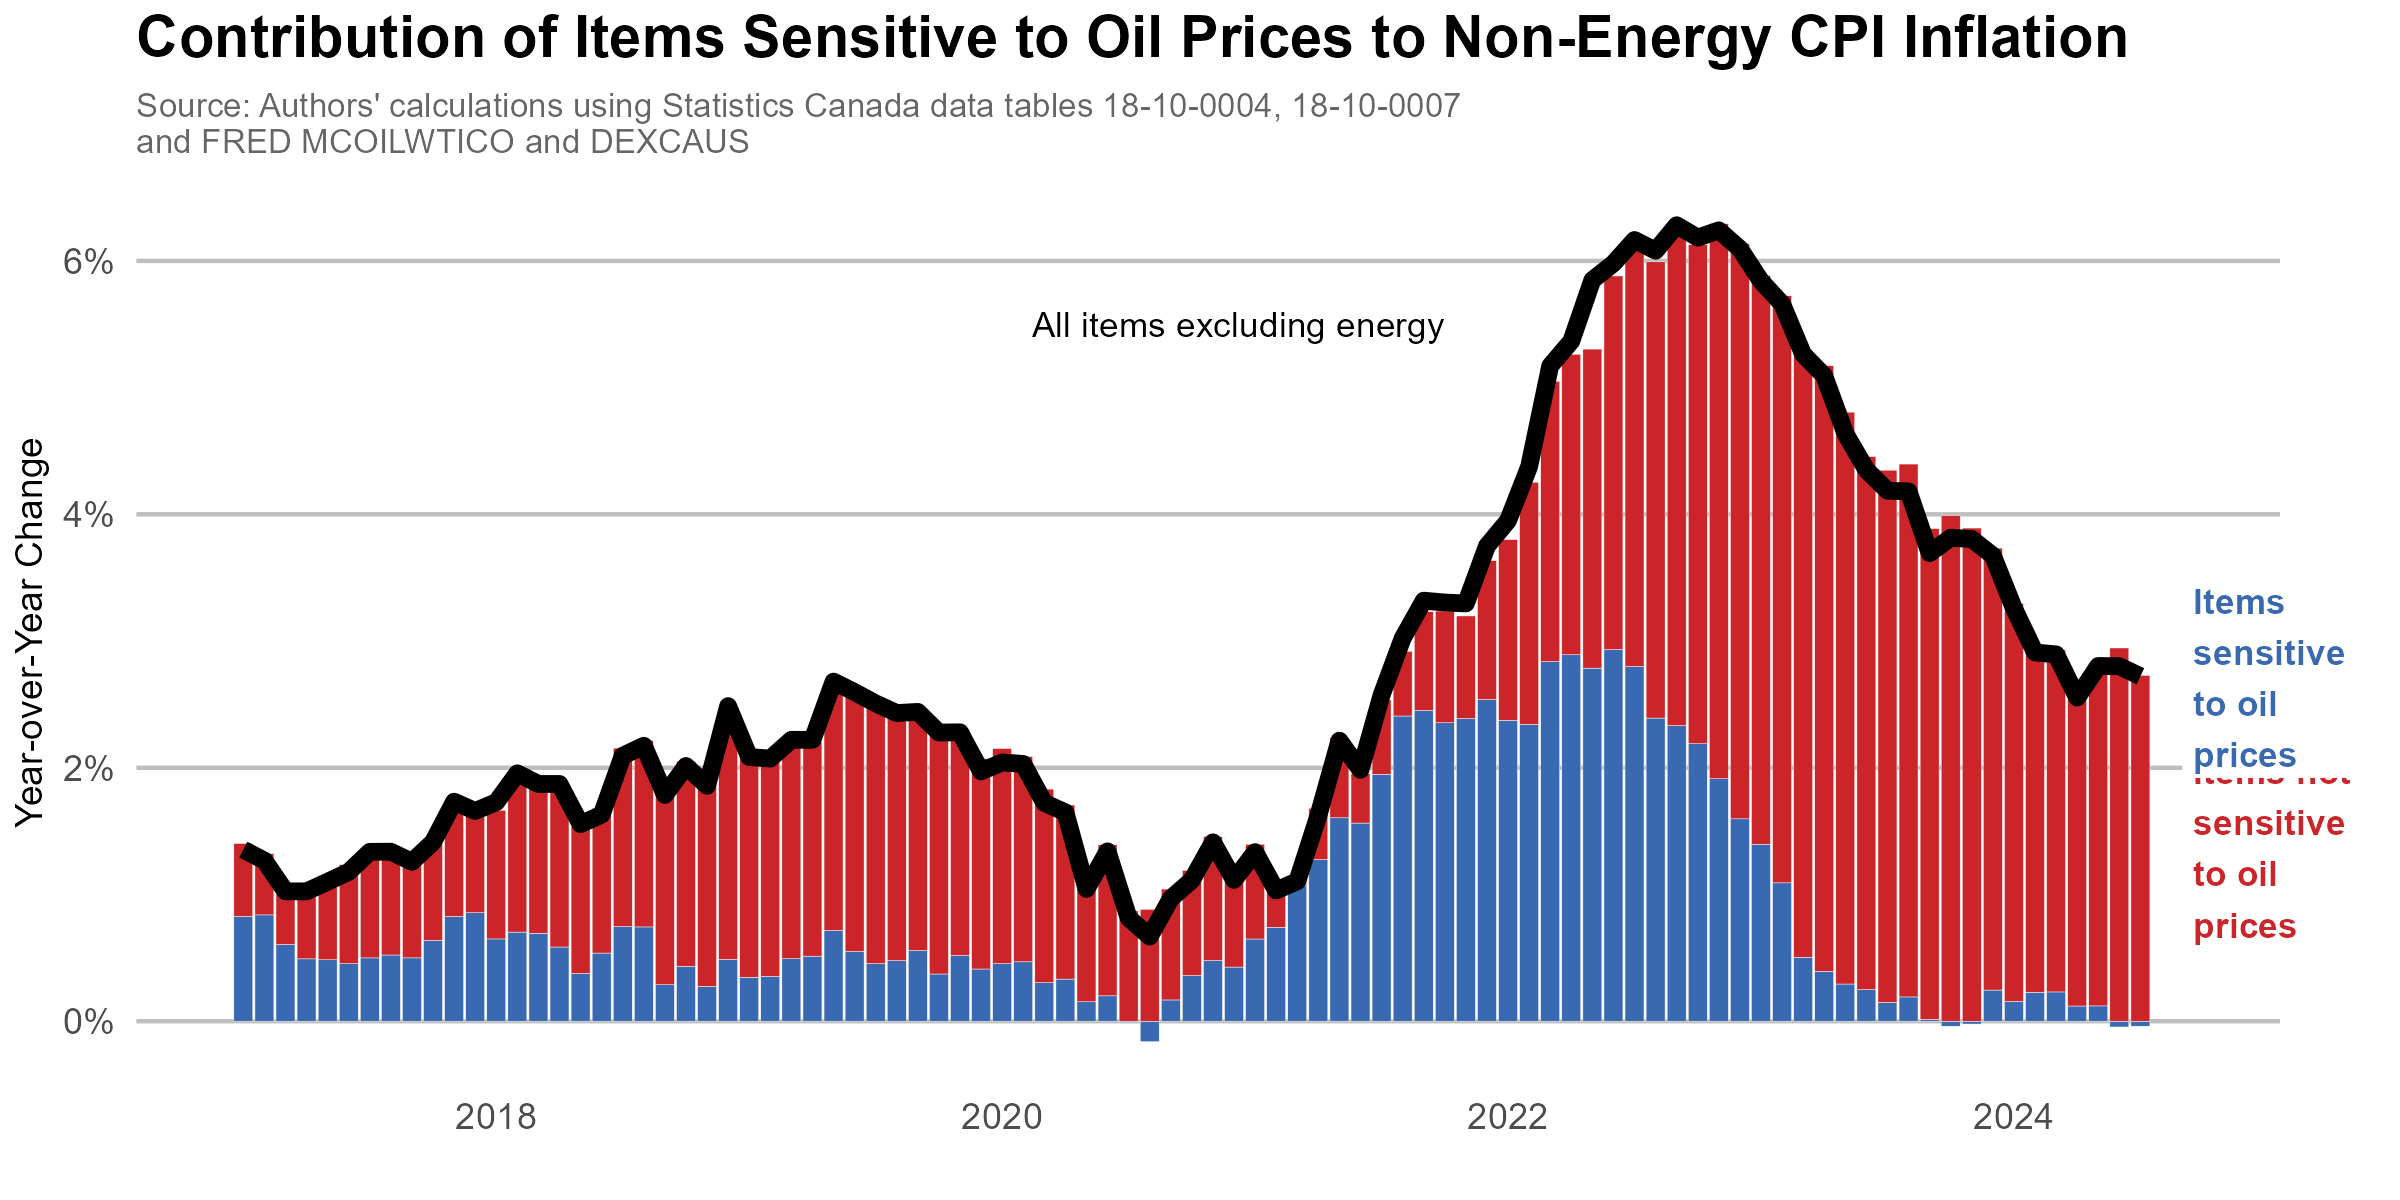 Contribution of Items Sensitive to Oil Prices to Non-Energy CPI Inflation
Source: Authors' calculations using Statistics Canada data tables 18-10-0004, 18-10-0007
and FRED MCOILWTICO and DEXCAUS
Year-over-Year Change
6%
4%
2%
0%
All items excluding energy
Items
sensitive
to oil
prices
Items not
sensitive
to oil
prices
2018
2020
2022
2024